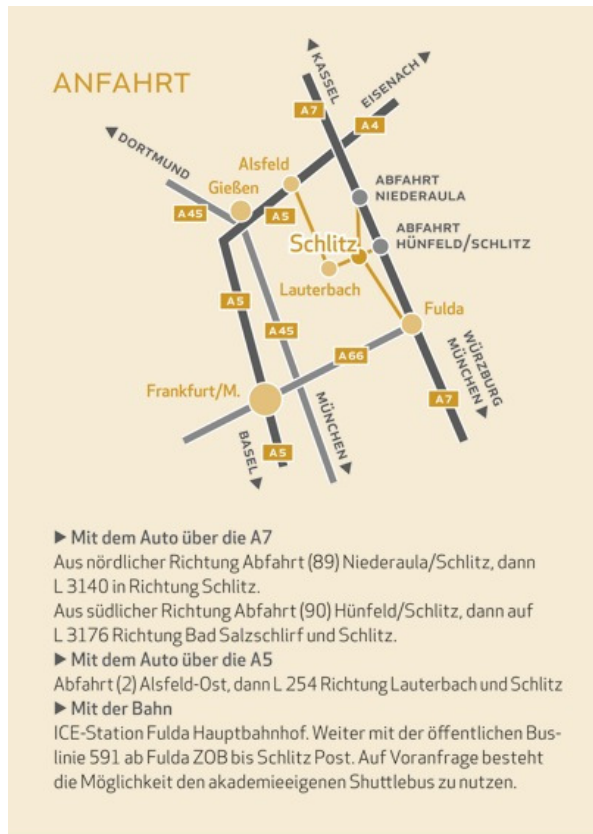 ANFAHRT
KASSEL
EISENACH
A7
A4
DORTMUND
Alsfeld
Gießen
ABFAHRT
NIEDERAULA
A45
A5
ABFAHRT
HÜNFELD/SCHLITZ
Schlitz
Lauterbach
A5
Fulda
A45
A66
WÜRZBURG
MÜNCHEN
Frankfurt/M.
MÜNCHEN
A7
BASEL
A5
▶ Mit dem Auto über die A7
Aus nördlicher Richtung Abfahrt (89) Niederaula/Schlitz, dann
L 3140 in Richtung Schlitz.
Aus südlicher Richtung Abfahrt (90) Hünfeld/Schlitz, dann auf
L 3176 Richtung Bad Salzschlirf und Schlitz.
▶ Mit dem Auto über die A5
Abfahrt (2) Alsfeld-Ost, dann L 254 Richtung Lauterbach und Schlitz
▶ Mit der Bahn
ICE-Station Fulda Hauptbahnhof. Weiter mit der öffentlichen Bus-
linie 591 ab Fulda ZOB bis Schlitz Post. Auf Voranfrage besteht
die Möglichkeit den akademieeigenen Shuttlebus zu nutzen.